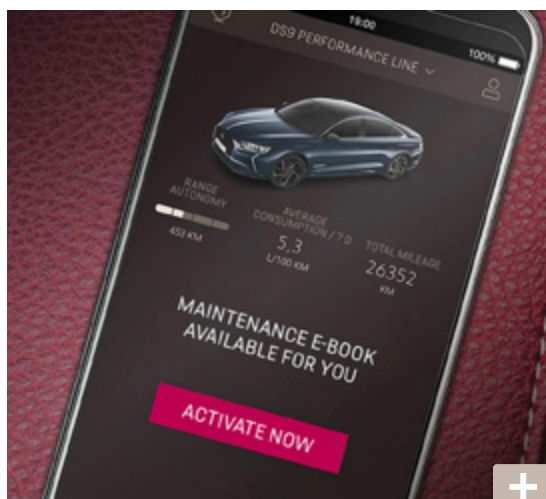 19:00
100%
DS9 PERFORMANCE LINE
RANGE
AUTONOMY
453 KM
AVERAGE
CONSUMPTION / 7 D
5,3
L/100 KM
TOTAL MILEAGE
26352
KM
MAINTENANCE E-BOOK
AVAILABLE FOR YOU
ACTIVATE NOW